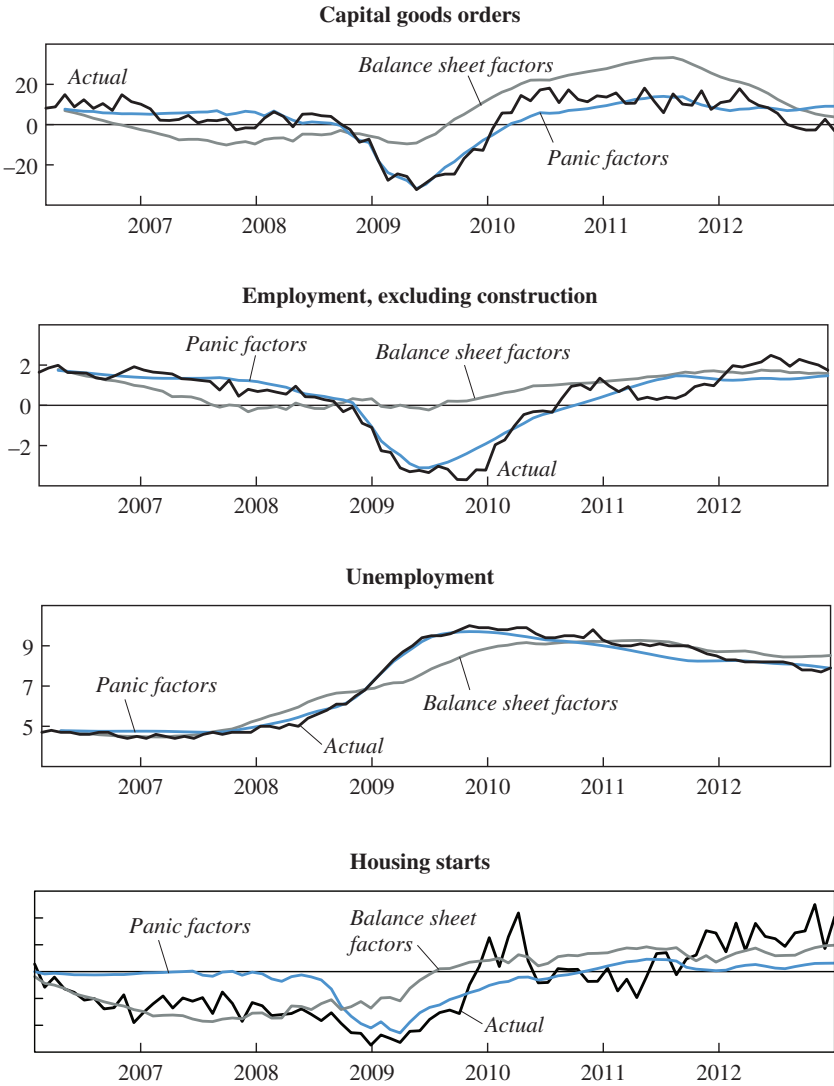 Capital goods orders
Actual
Balance sheet factors
20
0
Panic factors
–20
2007 2008 2009 2010 2011 2012
Employment, excluding construction
Panic factors
Balance sheet factors
2
0
–2
Actual
2007 2008 2009 2010 2011 2012
Unemployment
9
7
Panic factors
Balance sheet factors
5
Actual
2007 2008 2009 2010 2011 2012
Housing starts
Panic factors
Balance sheet
factors
Actual
2007 2008 2009 2010 2011 2012